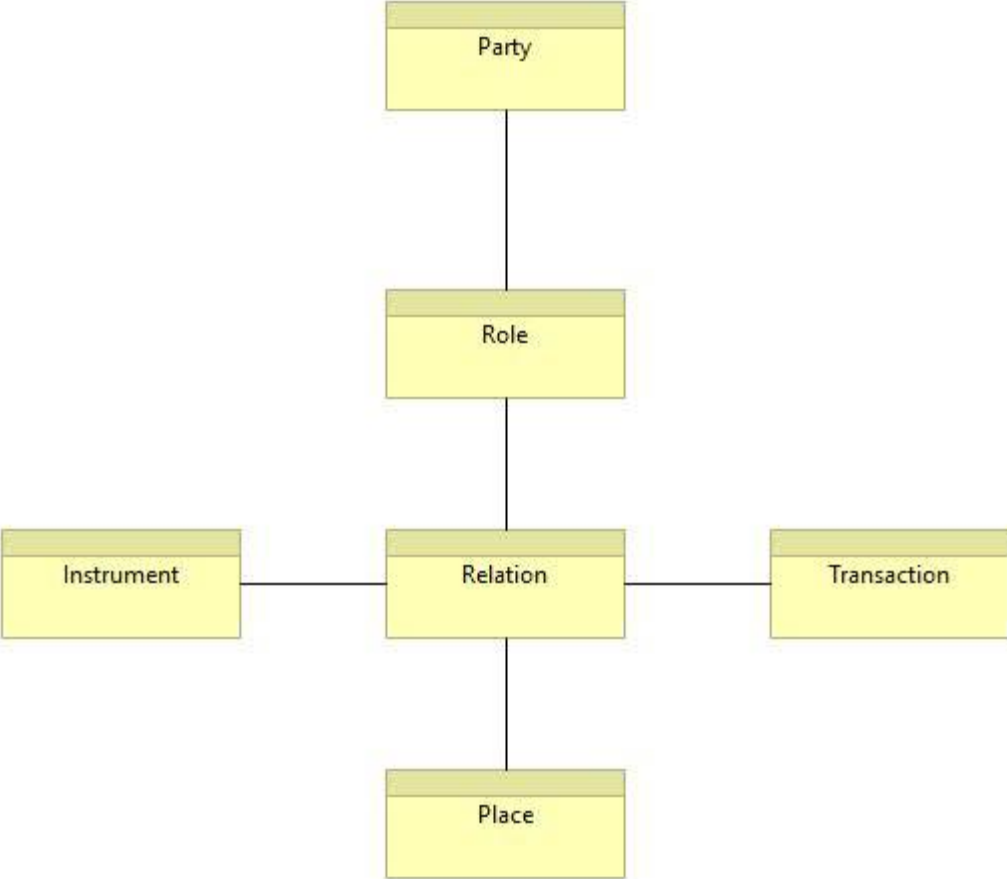 Party
Role
Instrument
Relation
Transaction
Place